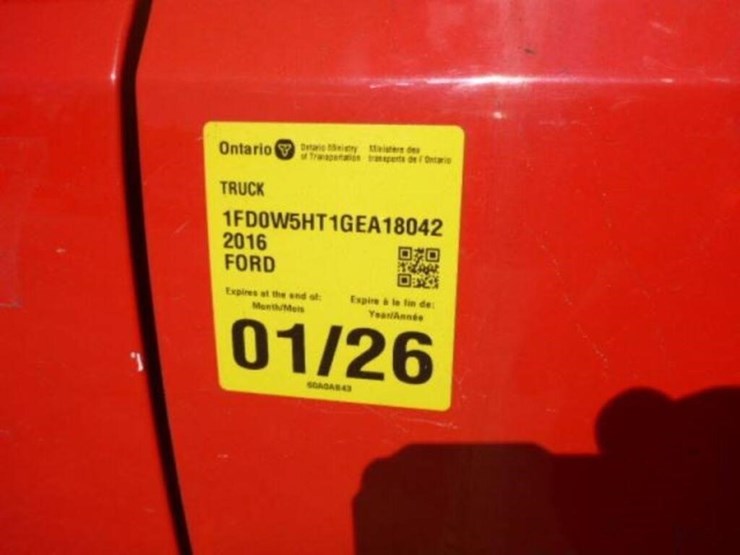 Ontario Ontario Ministry Ministère des
of Transportation transports de l'Ontario
TRUCK
1FD0W5HT1GEA18042
2016
FORD
Expires at the end of: Expire à la fin de:
Month/Mois Year/Année
01/26